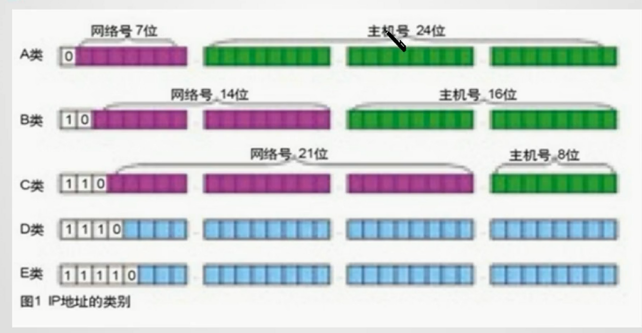 网络号 7位
主机号 24位
A类 0
网络号 14位
主机号 16位
B类 1 0
网络号 21位
主机号 8位
C类 1 1 0
D类 1 1 1 0
E类 1 1 1 1 0
图1 IP地址的类别